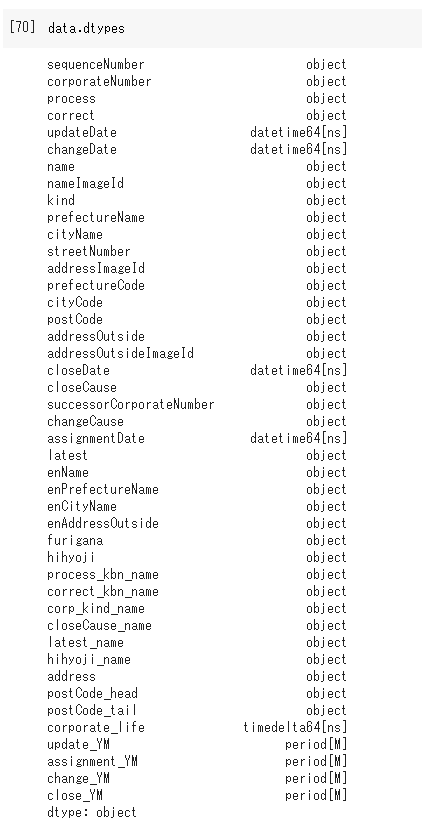 [70] data.dtypes
sequenceNumber object
corporateNumber object
process object
correct object
updateDate datetime64[ns]
changeDate datetime64[ns]
name object
nameImageId object
kind object
prefectureName object
cityName object
streetNumber object
addressImageId object
prefectureCode object
cityCode object
postCode object
addressOutside object
addressOutsideImageId object
closeDate datetime64[ns]
closeCause object
successorCorporateNumber object
changeCause object
assignmentDate datetime64[ns]
latest object
enName object
enPrefectureName object
enCityName object
enAddressOutside object
furigana object
hihyoji object
process_kbn_name object
correct_kbn_name object
corp_kind_name object
closeCause_name object
latest_name object
hihyoji_name object
address object
postCode_head object
postCode_tail object
corporate_life timedelta64[ns]
update_YM period[M]
assignment_YM period[M]
change_YM period[M]
close_YM period[M]
dtype: object